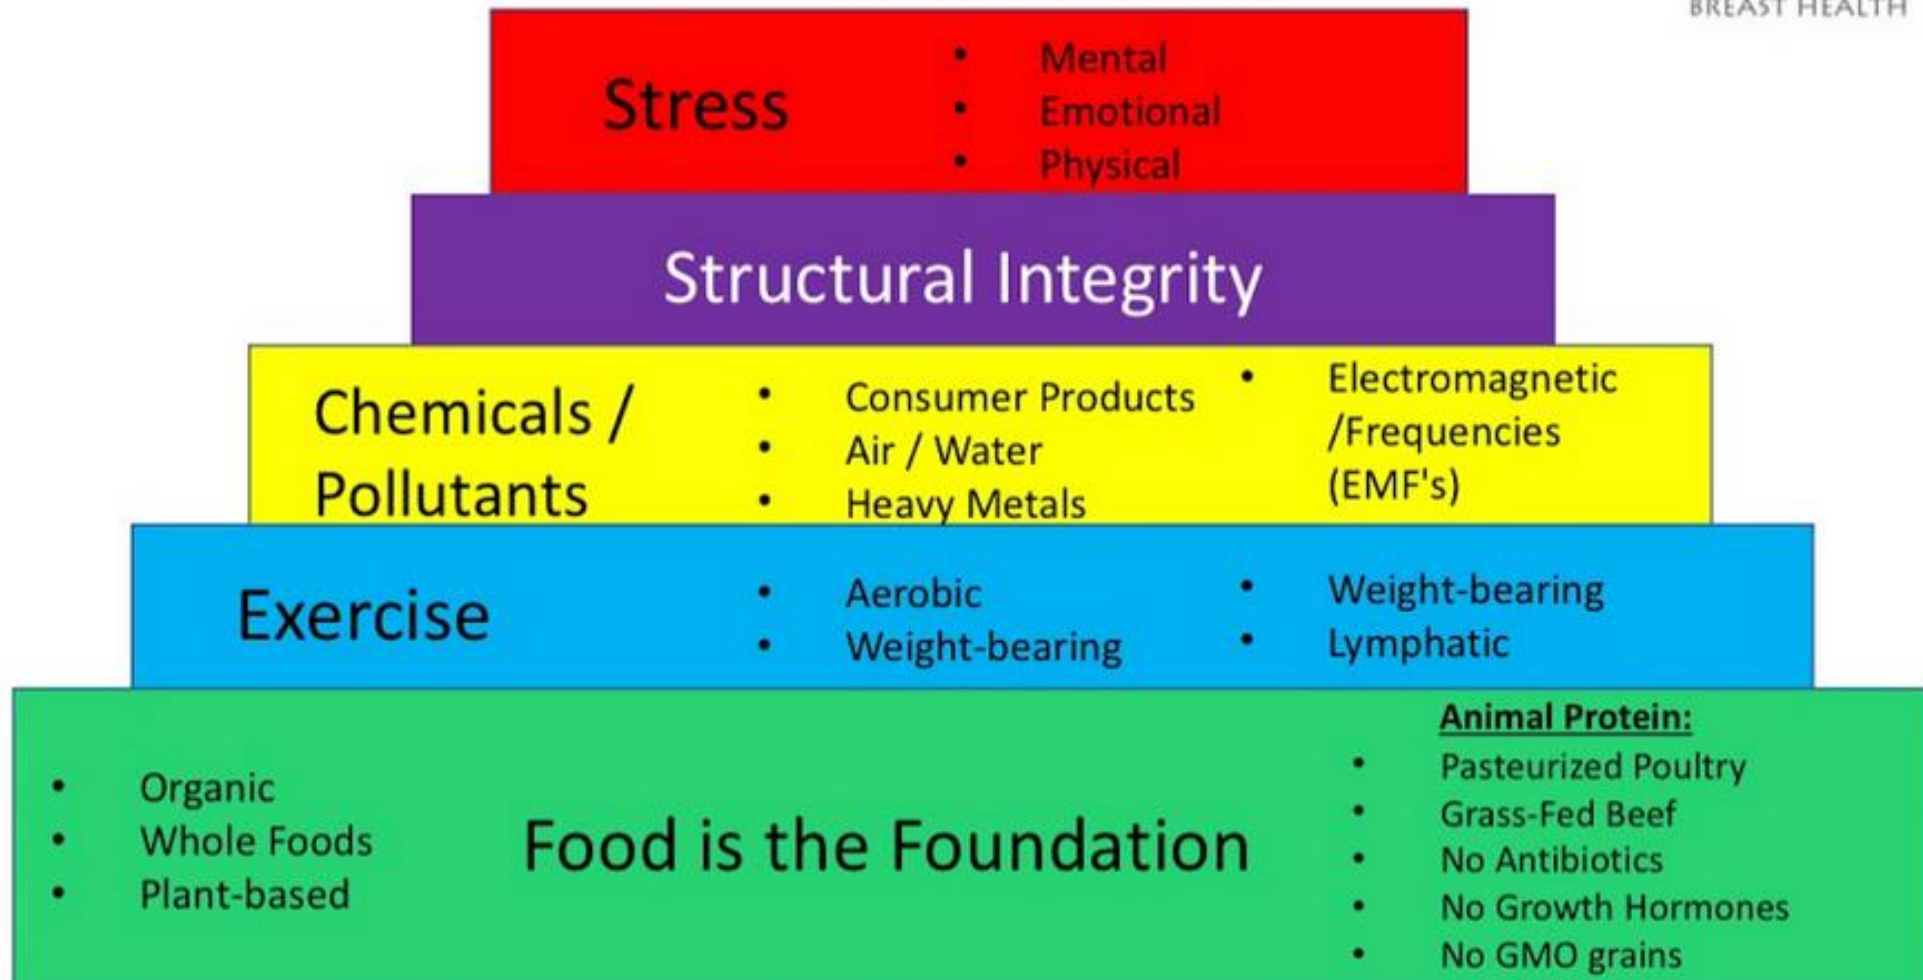 BREAST HEALTH
Stress
• Mental
• Emotional
• Physical
Structural Integrity
Chemicals /
Pollutants
• Consumer Products
• Air / Water
• Heavy Metals
• Electromagnetic
/Frequencies
(EMF's)
Exercise
• Aerobic
• Weight-bearing
• Weight-bearing
• Lymphatic
• Organic
• Whole Foods
• Plant-based
Food is the Foundation
Animal Protein:
• Pasteurized Poultry
• Grass-Fed Beef
• No Antibiotics
• No Growth Hormones
• No GMO grains